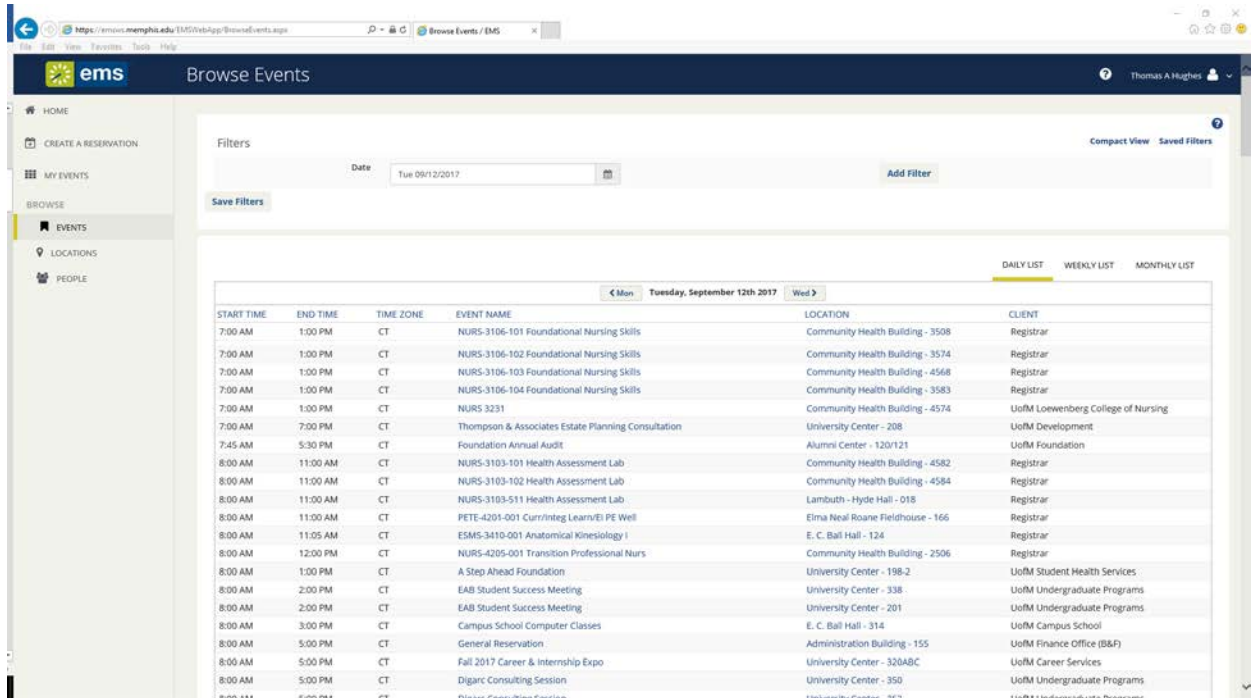 https://emsws.memphis.edu/EMSWebApp/BrowseEvents.aspx
Browse Events / EMS
File Edit View Favorites Tools Help
ems Browse Events Thomas A Hughes
HOME
CREATE A RESERVATION
MY EVENTS
BROWSE
EVENTS
LOCATIONS
PEOPLE
Filters Compact View Saved Filters
Date Tue 09/12/2017 Add Filter
Save Filters
DAILY LIST WEEKLY LIST MONTHLY LIST
Mon Tuesday, September 12th 2017 Wed
START TIME END TIME TIME ZONE EVENT NAME LOCATION CLIENT
7:00 AM 1:00 PM CT NURS-3106-101 Foundational Nursing Skills Community Health Building - 3508 Registrar
7:00 AM 1:00 PM CT NURS-3106-102 Foundational Nursing Skills Community Health Building - 3574 Registrar
7:00 AM 1:00 PM CT NURS-3106-103 Foundational Nursing Skills Community Health Building - 4568 Registrar
7:00 AM 1:00 PM CT NURS-3106-104 Foundational Nursing Skills Community Health Building - 3583 Registrar
7:00 AM 1:00 PM CT NURS 3231 Community Health Building - 4574 UofM Loewenberg College of Nursing
7:00 AM 7:00 PM CT Thompson & Associates Estate Planning Consultation University Center - 208 UofM Development
7:45 AM 5:30 PM CT Foundation Annual Audit Alumni Center - 120/121 UofM Foundation
8:00 AM 11:00 AM CT NURS-3103-101 Health Assessment Lab Community Health Building - 4582 Registrar
8:00 AM 11:00 AM CT NURS-3103-102 Health Assessment Lab Community Health Building - 4584 Registrar
8:00 AM 11:00 AM CT NURS-3103-511 Health Assessment Lab Lambuth - Hyde Hall - 018 Registrar
8:00 AM 11:00 AM CT PETE-4201-001 Curr/Integ Learn/El PE Well Elma Neal Roane Fieldhouse - 166 Registrar
8:00 AM 11:05 AM CT ESMS-3410-001 Anatomical Kinesiology I E. C. Ball Hall - 124 Registrar
8:00 AM 12:00 PM CT NURS-4205-001 Transition Professional Nurs Community Health Building - 2506 Registrar
8:00 AM 1:00 PM CT A Step Ahead Foundation University Center - 198-2 UofM Student Health Services
8:00 AM 2:00 PM CT EAB Student Success Meeting University Center - 338 UofM Undergraduate Programs
8:00 AM 2:00 PM CT EAB Student Success Meeting University Center - 201 UofM Undergraduate Programs
8:00 AM 3:00 PM CT Campus School Computer Classes E. C. Ball Hall - 314 UofM Campus School
8:00 AM 5:00 PM CT General Reservation Administration Building - 155 UofM Finance Office (B&F)
8:00 AM 5:00 PM CT Fall 2017 Career & Internship Expo University Center - 320ABC UofM Career Services
8:00 AM 5:00 PM CT Digarc Consulting Session University Center - 350 UofM Undergraduate Programs